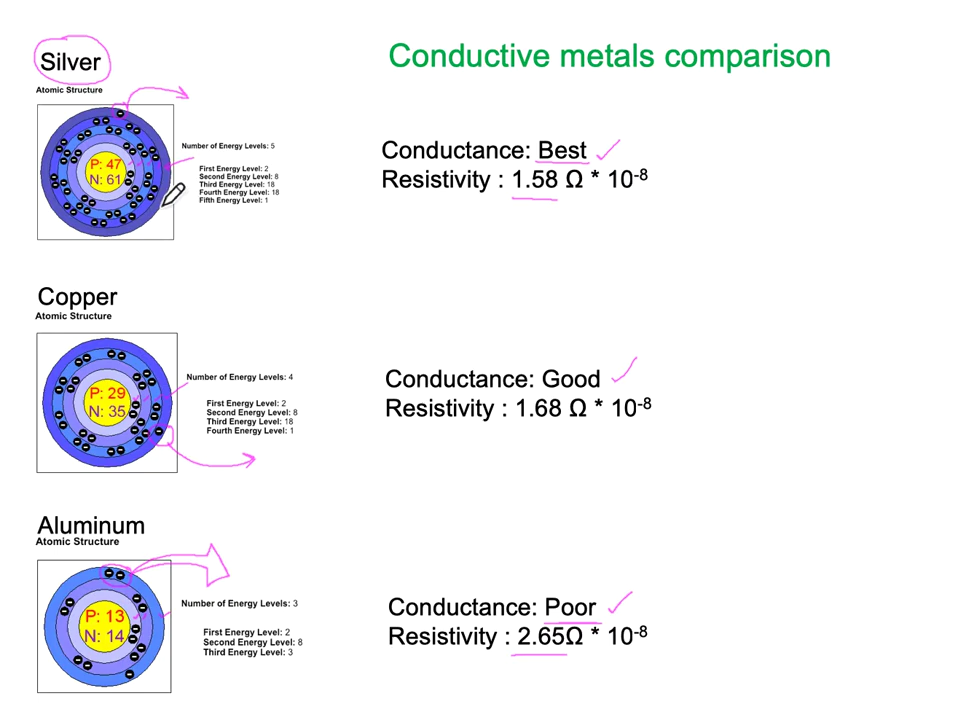 Silver
Conductive metals comparison
Atomic Structure
P: 47
N: 61
Number of Energy Levels: 5
First Energy Level: 2
Second Energy Level: 8
Third Energy Level: 18
Fourth Energy Level: 18
Fifth Energy Level: 1
Conductance: Best
Resistivity : 1.58 Ω * 10-8
Copper
Atomic Structure
P: 29
N: 35
Number of Energy Levels: 4
First Energy Level: 2
Second Energy Level: 8
Third Energy Level: 18
Fourth Energy Level: 1
Conductance: Good
Resistivity : 1.68 Ω * 10-8
Aluminum
Atomic Structure
P: 13
N: 14
Number of Energy Levels: 3
First Energy Level: 2
Second Energy Level: 8
Third Energy Level: 3
Conductance: Poor
Resistivity : 2.65Ω * 10-8